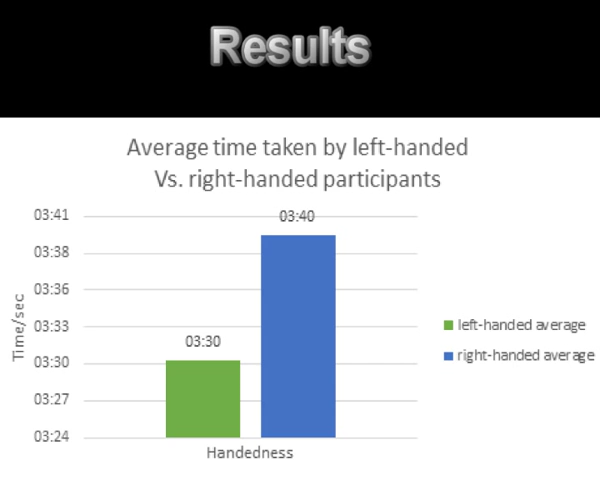 Results
Average time taken by left-handed
Vs. right-handed participants
03:41
03:40
03:38
03:36
03:33
03:30
03:30
03:27
03:24
Time/sec
Handedness
left-handed average
right-handed average